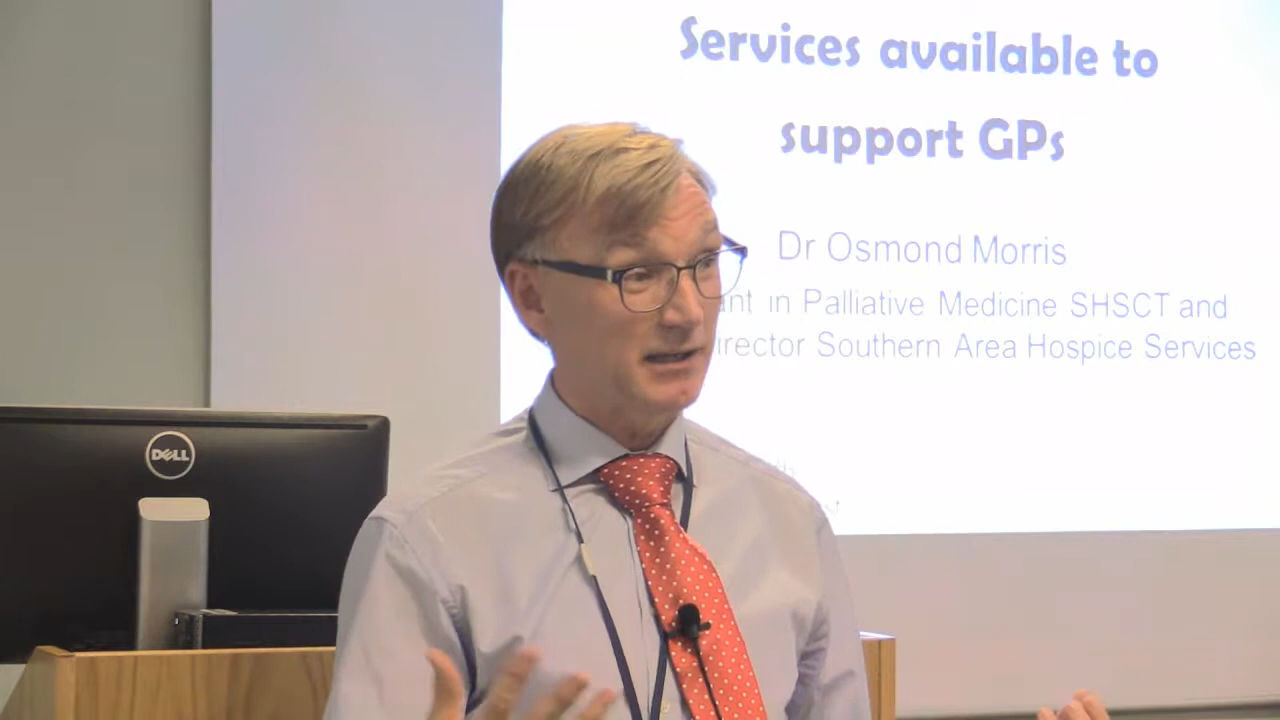 Services available to
support GPs
Dr Osmond Morris
in Palliative Medicine SHSCT and
Southern Area Hospice Services
DELL